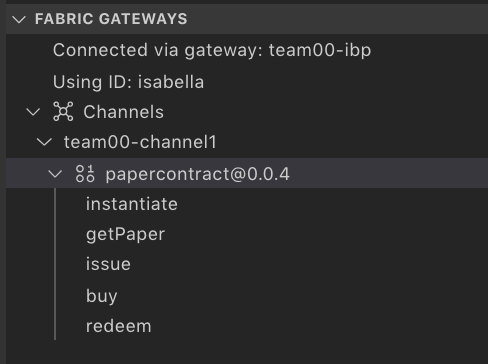 FABRIC GATEWAYS
Connected via gateway: team00-ibp
Using ID: isabella
Channels
team00-channel1
papercontract@0.0.4
instantiate
getPaper
issue
buy
redeem